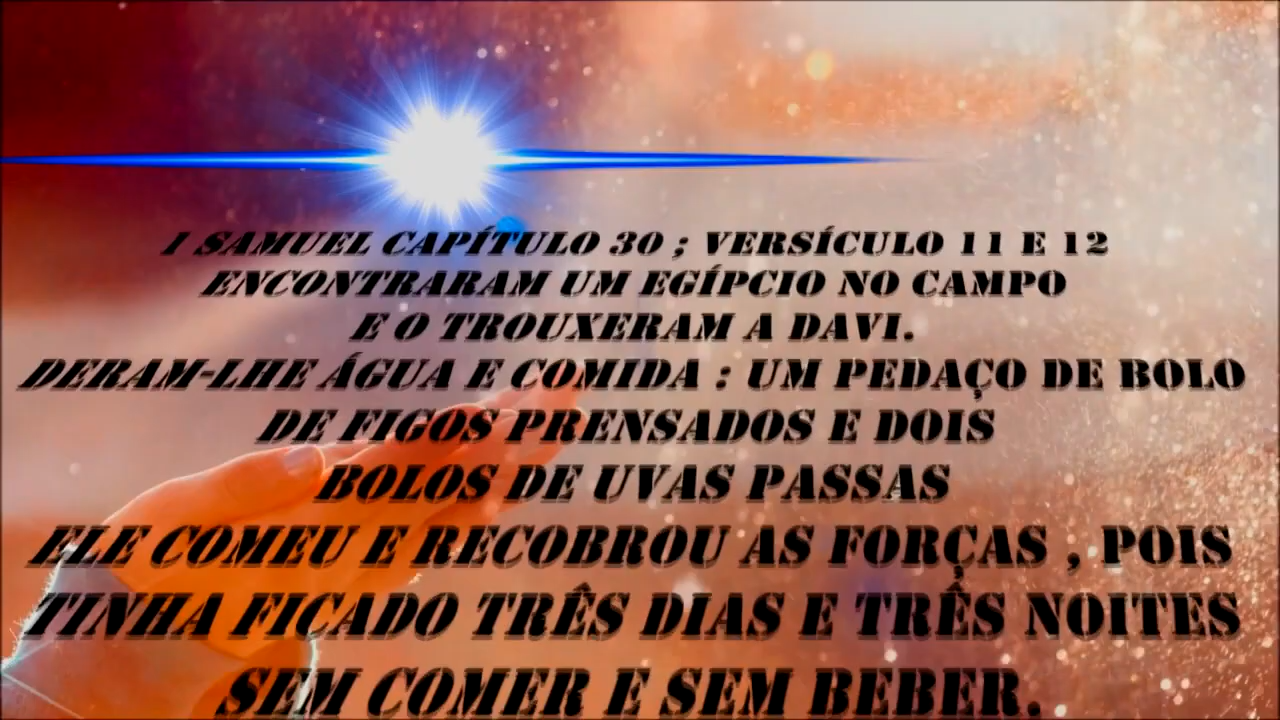 1 SAMUEL CAPÍTULO 30 ; VERSÍCULO 11 E 12
ENCONTRARAM UM EGÍPCIO NO CAMPO
E O TROUXERAM A DAVI.
DERAM-LHE ÁGUA E COMIDA : UM PEDAÇO DE BOLO
DE FIGOS PRENSADOS E DOIS
BOLOS DE UVAS PASSAS
ELE COMEU E RECOBROU AS FORÇAS , POIS
TINHA FICADO TRÊS DIAS E TRÊS NOITES
SEM COMER E SEM BEBER.